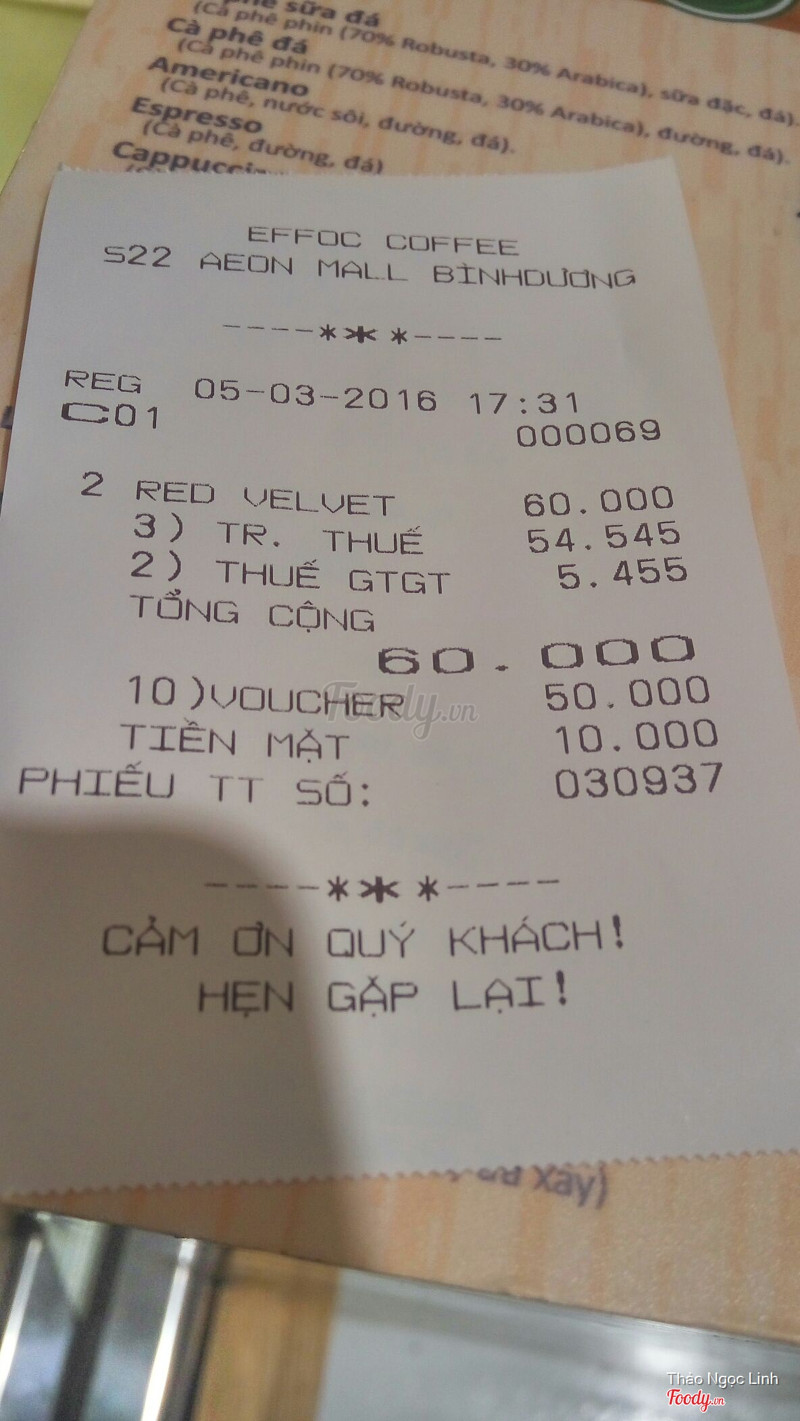 sữa đá
(Cà phê phin (70% Robusta, 30% Arabica), sữa đặc, đá).
Cà phê đá
(Cà phê phin (70% Robusta, 30% Arabica), đường, đá).
Americano
(Cà phê, nước sôi, đường, đá).
Espresso
(Cà phê, đường, đá)
EFFOC COFFEE
S22 AEON MALL BÌNHDƯƠNG
----***----
REG 05-03-2016 17:31
C01 000069
2 RED VELVET 60.000
3) TR. THUẾ 54.545
2) THUẾ GTGT 5.455
TỔNG CỘNG
60.000
10)VOUCHER 50.000
TIỀN MẶT 10.000
PHIẾU TT SỐ: 030937
----***----
CẢM ƠN QUÝ KHÁCH!
HẸN GẶP LẠI!
Foody.vn
Xay)
Thảo Ngọc Linh
Foody.vn